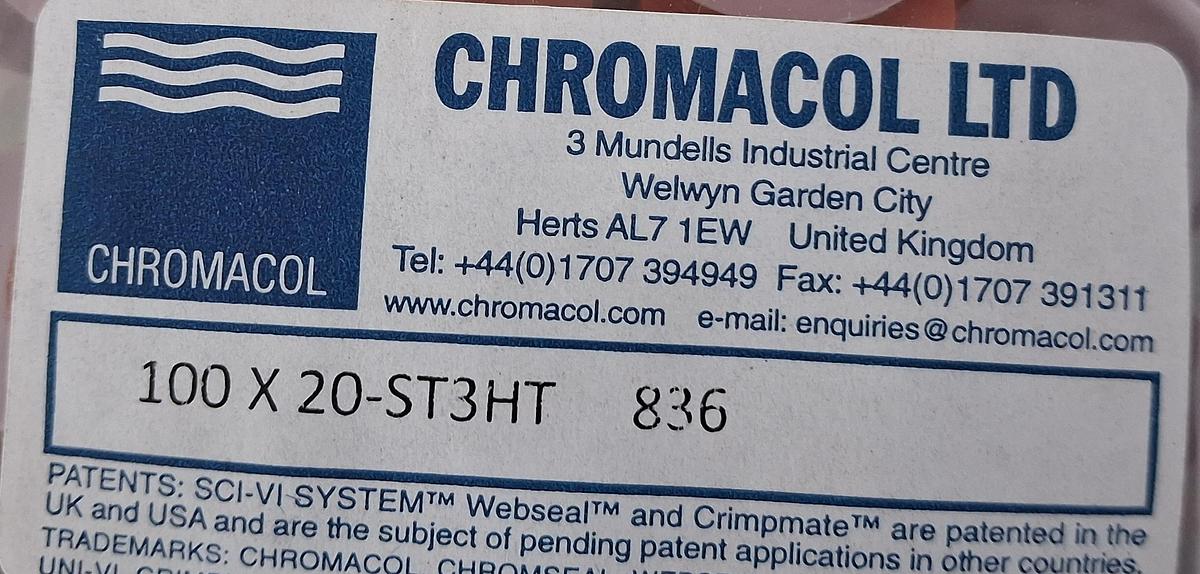 CHROMACOL
CHROMACOL LTD
3 Mundells Industrial Centre
Welwyn Garden City
Herts AL7 1EW United Kingdom
Tel: +44(0)1707 394949 Fax: +44(0)1707 391311
www.chromacol.com e-mail: enquiries@chromacol.com
100 X 20-ST3HT 836
PATENTS: SCI-VI SYSTEM™ Webseal™ and Crimpmate™ are patented in the
UK and USA and are the subject of pending patent applications in other countries.
TRADEMARKS: CHROMACOL